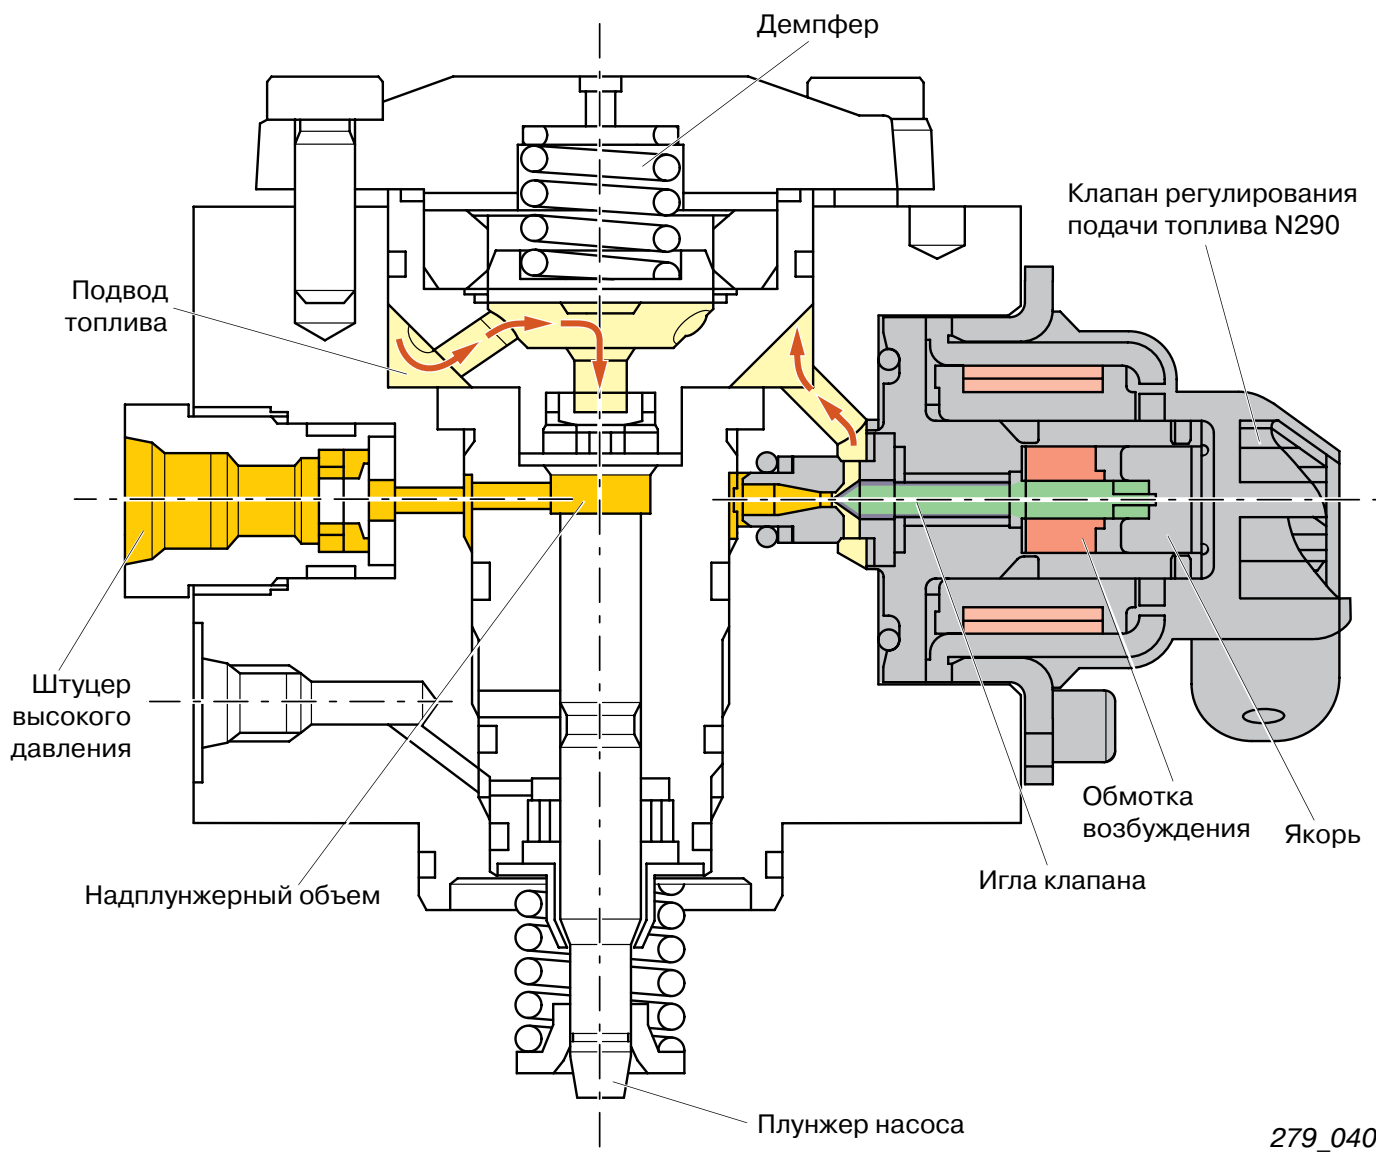 Демпфер
Клапан регулирования
подачи топлива N290
Подвод
топлива
Штуцер
высокого
давления
Обмотка
возбуждения
Якорь
Игла клапана
Надплунжерный объем
Плунжер насоса
279_040